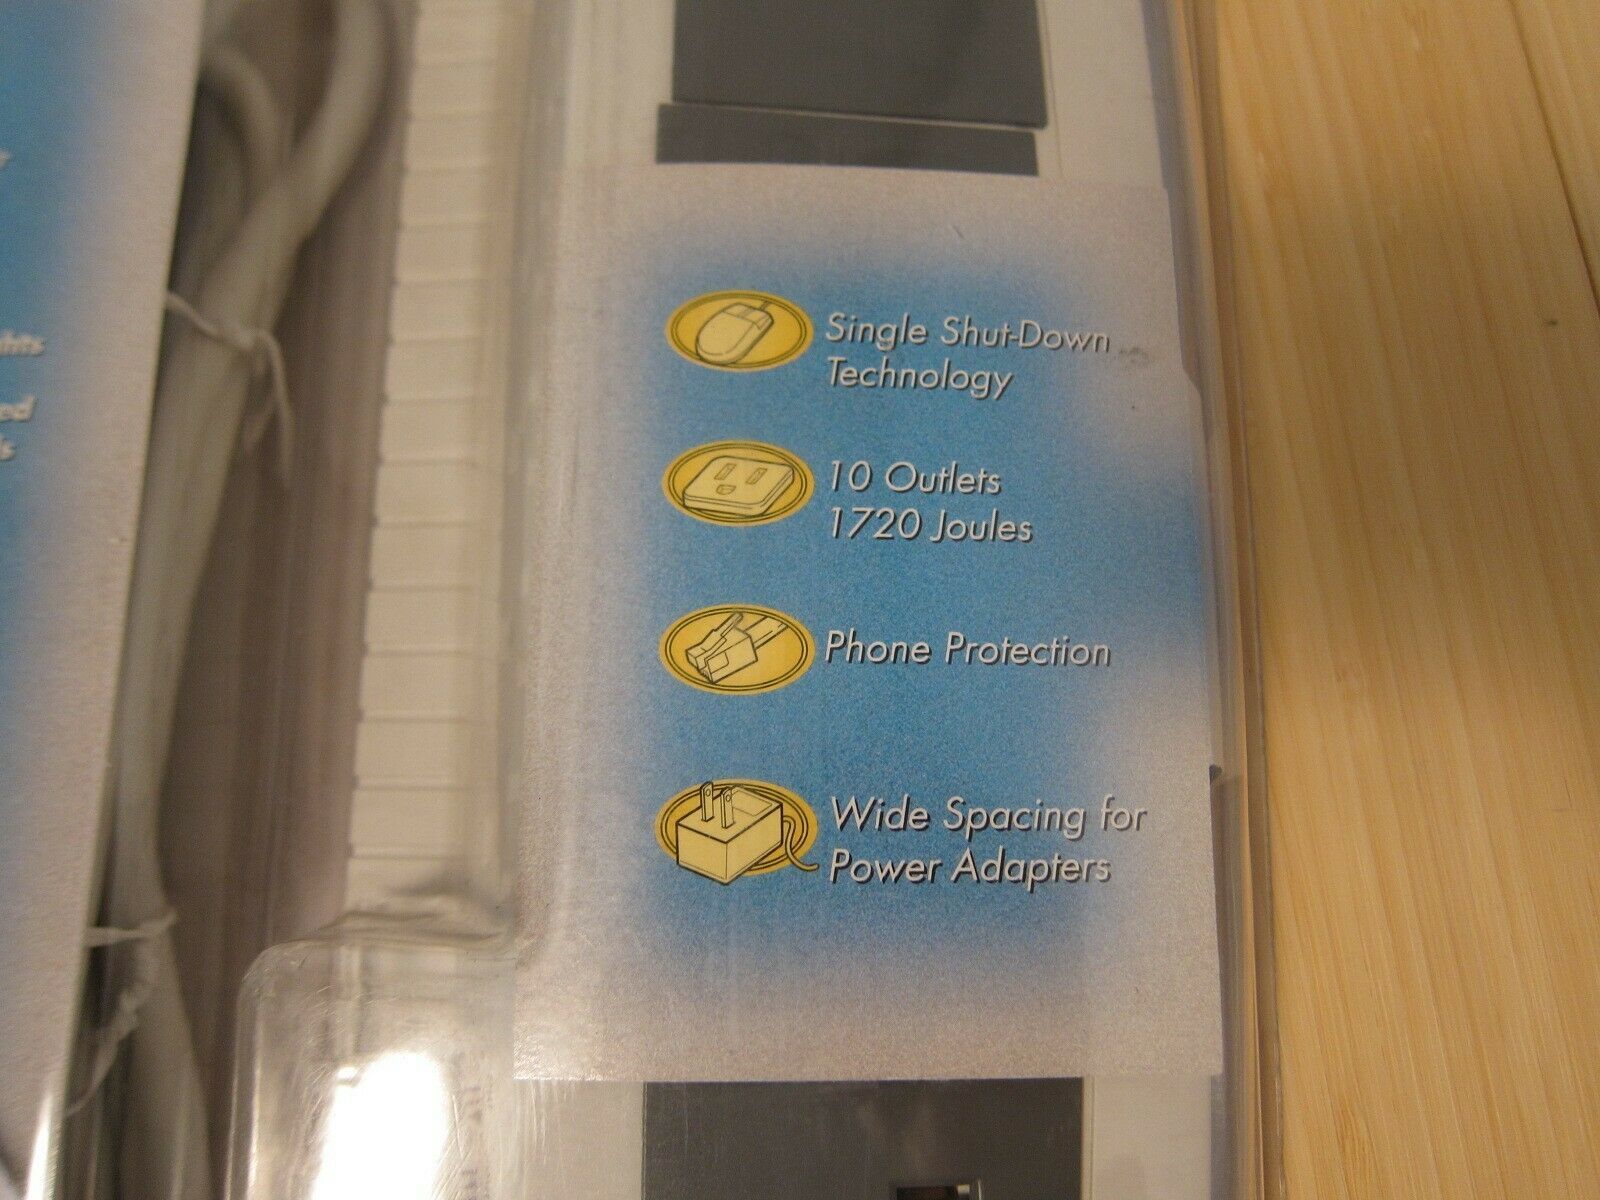 Single Shut-Down
Technology
10 Outlets
1720 Joules
Phone Protection
Wide Spacing for
Power Adapters